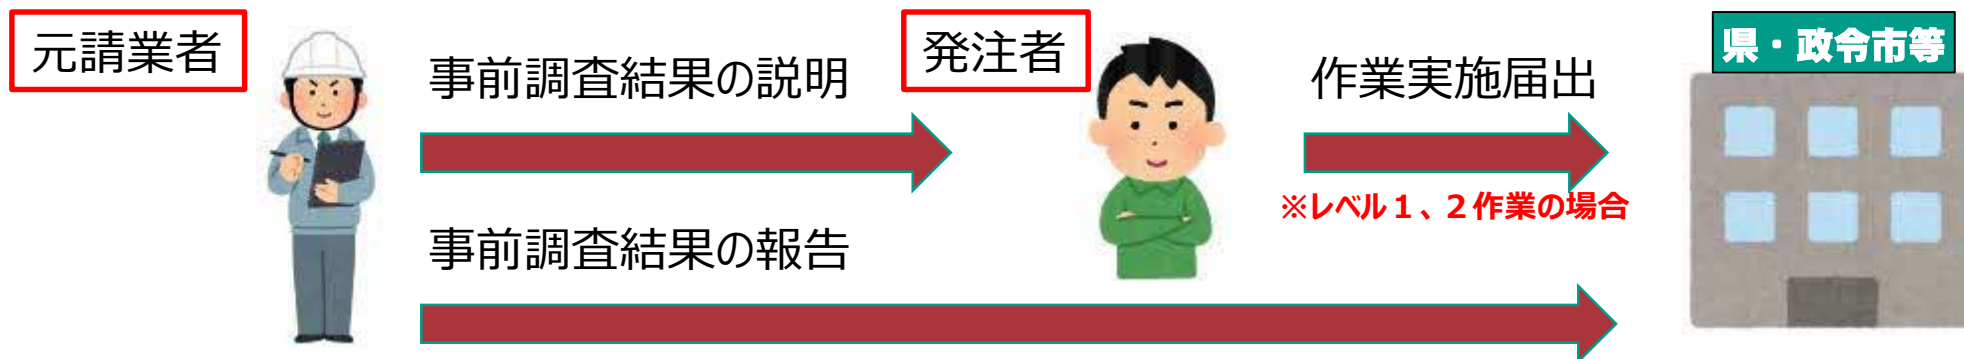 元請業者
事前調査結果の説明
発注者
作業実施届出
県・政令市等
※レベル１、２作業の場合
事前調査結果の報告